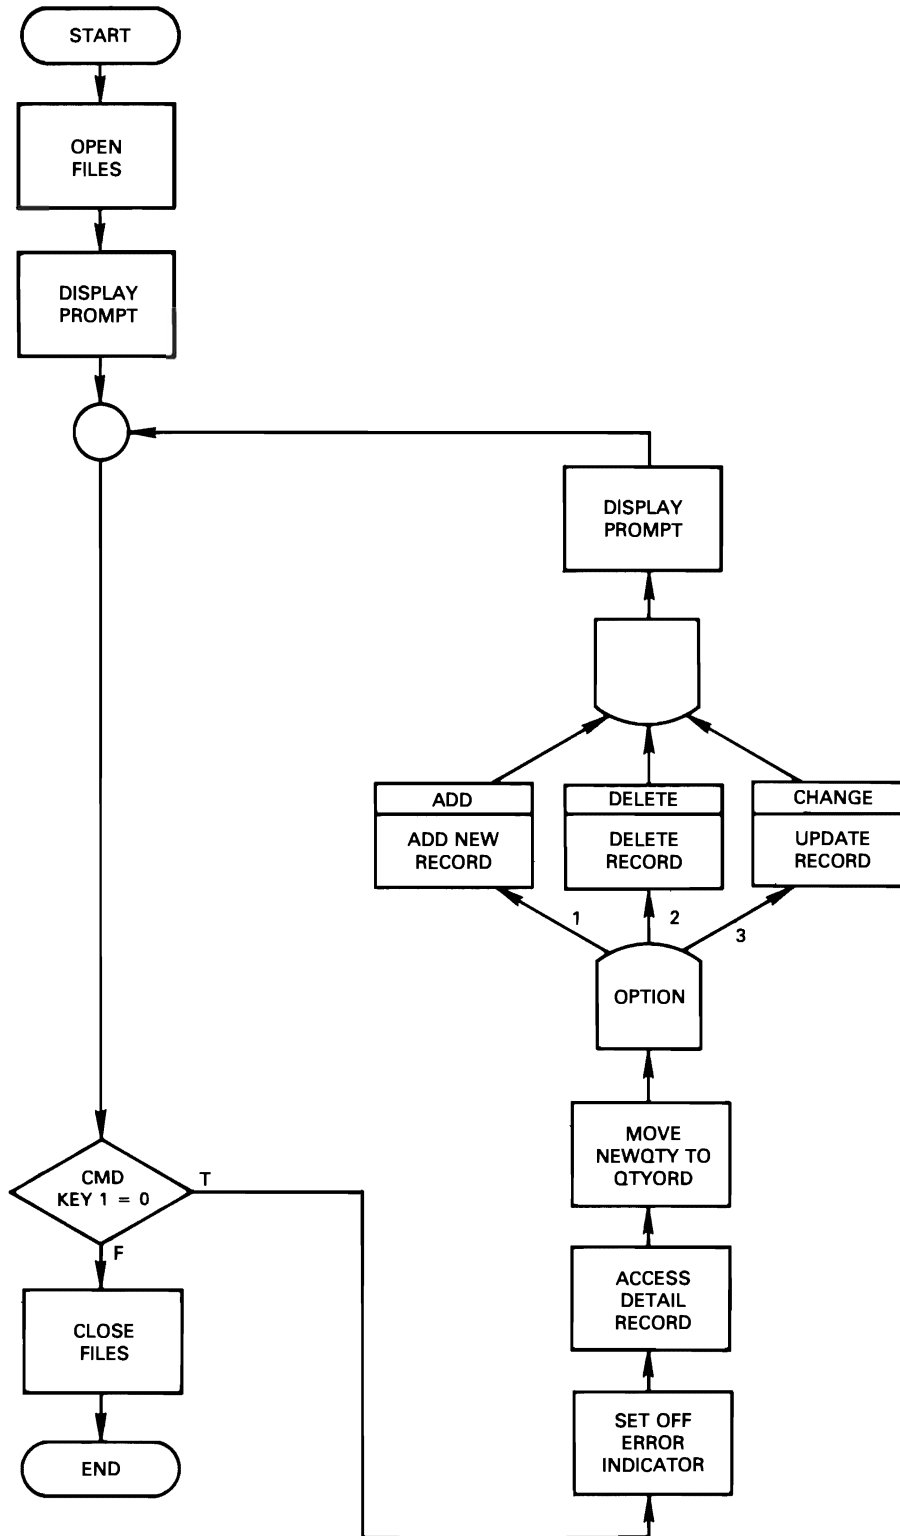 START
OPEN
FILES
DISPLAY
PROMPT
DISPLAY
PROMPT
ADD
ADD NEW
RECORD
DELETE
DELETE
RECORD
CHANGE
UPDATE
RECORD
1
2
3
OPTION
MOVE
NEWQTY TO
QTYORD
CMD
KEY 1 = 0
T
F
ACCESS
DETAIL
RECORD
CLOSE
FILES
SET OFF
ERROR
INDICATOR
END